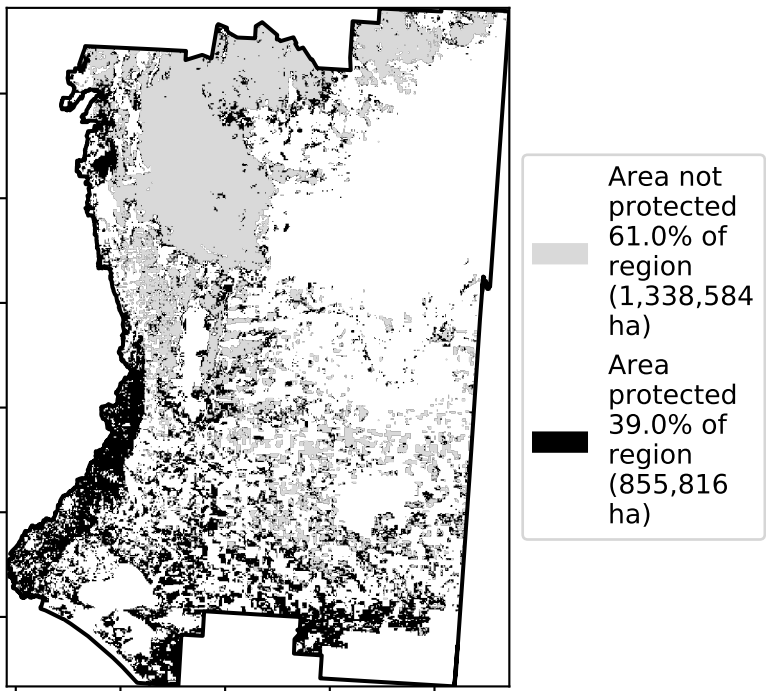 Area not
protected
61.0% of
region
(1,338,584
ha)
Area
protected
39.0% of
region
(855,816
ha)